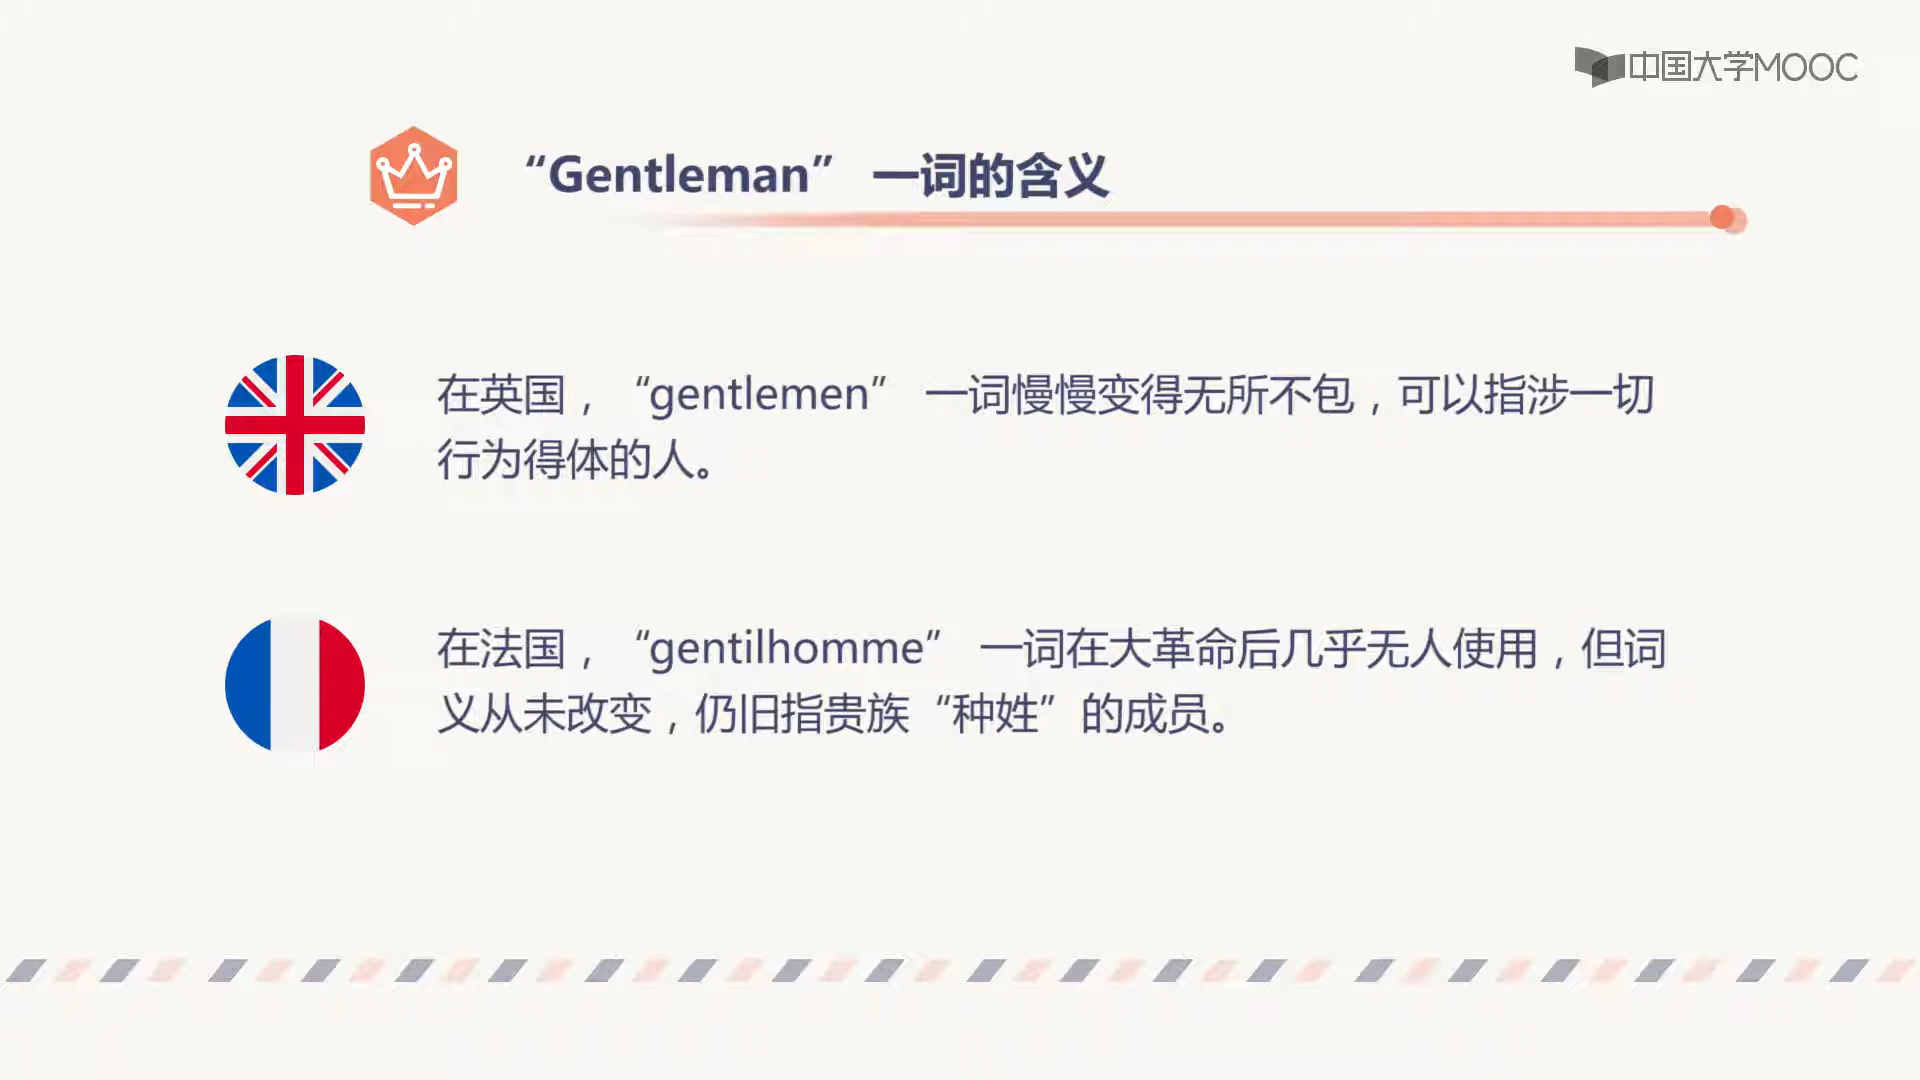 中国大学MOOC
“Gentleman” 一词的含义
在英国，“gentlemen” 一词慢慢变得无所不包，可以指涉一切
行为得体的人。
在法国，“gentilhomme” 一词在大革命后几乎无人使用，但词
义从未改变，仍旧指贵族“种姓”的成员。